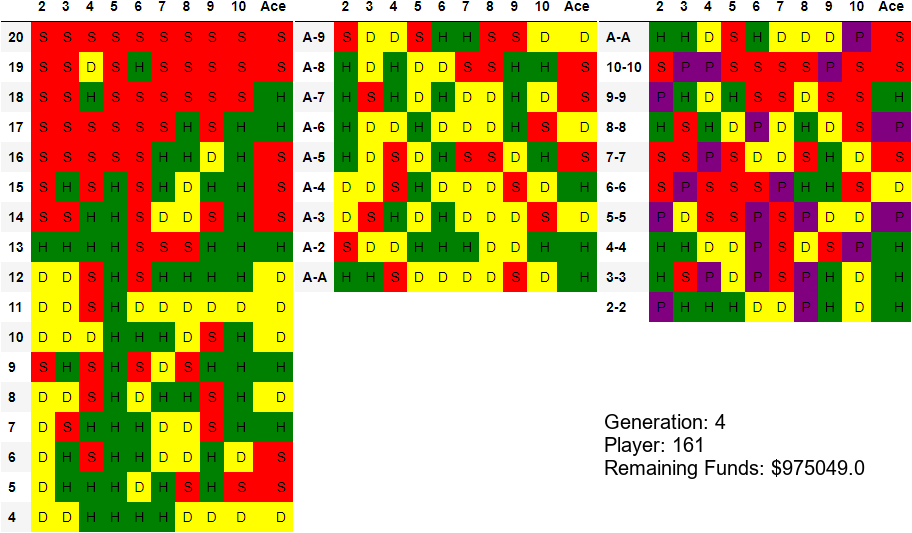 2 3 4 5 6 7 8 9 10 Ace
20 S S S S S S S S S S
19 S S D S H S S S S S
18 S S H S S S S S S H
17 S S S S S S H S H H
16 S S S S S H H D H S
15 S H S H S H D H H S
14 S S H H S D D S H S
13 H H H H S S S H H H
12 D D S H S H H H H D
11 D D S H D D D D D D
10 D D D H H H D S H D
9 S H S H S D S H H H
8 D D S H D H H S H D
7 D S H H H D D S H H
6 D H S H H D D H D S
5 D H H H D H S H S S
4 D D H H H H D D D D
2 3 4 5 6 7 8 9 10 Ace
A-9 S D D S H H S S D D
A-8 H D H D D S S H H S
A-7 H S H D H D D H D S
A-6 H D D H D D D H S D
A-5 H D S D H S S D H S
A-4 D D S H D D D S D H
A-3 D S H D H D D D S D
A-2 S D D H H H D D H H
A-A H H S D D D D S D H
2 3 4 5 6 7 8 9 10 Ace
A-A H H D S H D D D P S
10-10 S P P S S S S P S S
9-9 P H D H S S D S S H
8-8 H S H D P D H D S P
7-7 S S P S D D S H D S
6-6 S P S S S P H H S D
5-5 P D S S P S P D D P
4-4 H H D D P S D S P H
3-3 H S P D P S P H D H
2-2 P H H H D D P H D H
Generation: 4
Player: 161
Remaining Funds: $975049.0